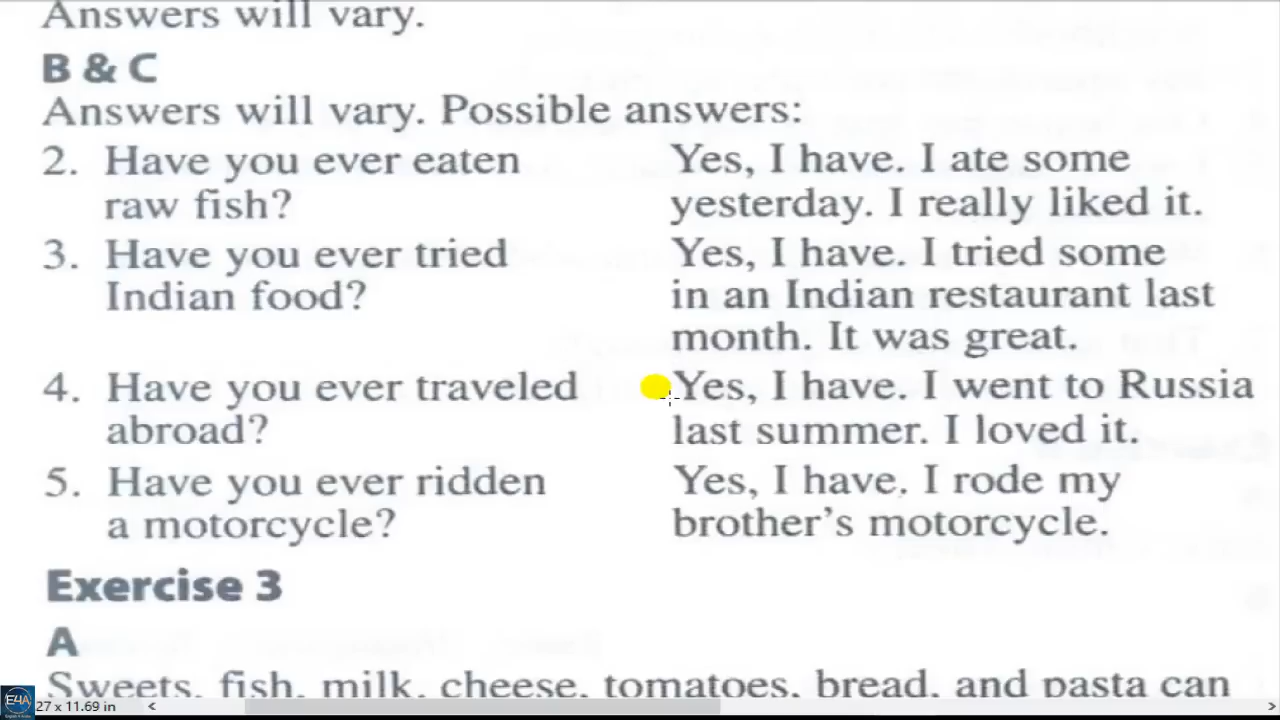 Answers will vary.
B & C
Answers will vary. Possible answers:
2. Have you ever eaten
raw fish?
Yes, I have. I ate some
yesterday. I really liked it.
3. Have you ever tried
Indian food?
Yes, I have. I tried some
in an Indian restaurant last
month. It was great.
4. Have you ever traveled
abroad?
Yes, I have. I went to Russia
last summer. I loved it.
5. Have you ever ridden
a motorcycle?
Yes, I have. I rode my
brother's motorcycle.
Exercise 3
A
Sweets, fish, milk, cheese, tomatoes, bread, and pasta can
E4A
27 x 11.69 in